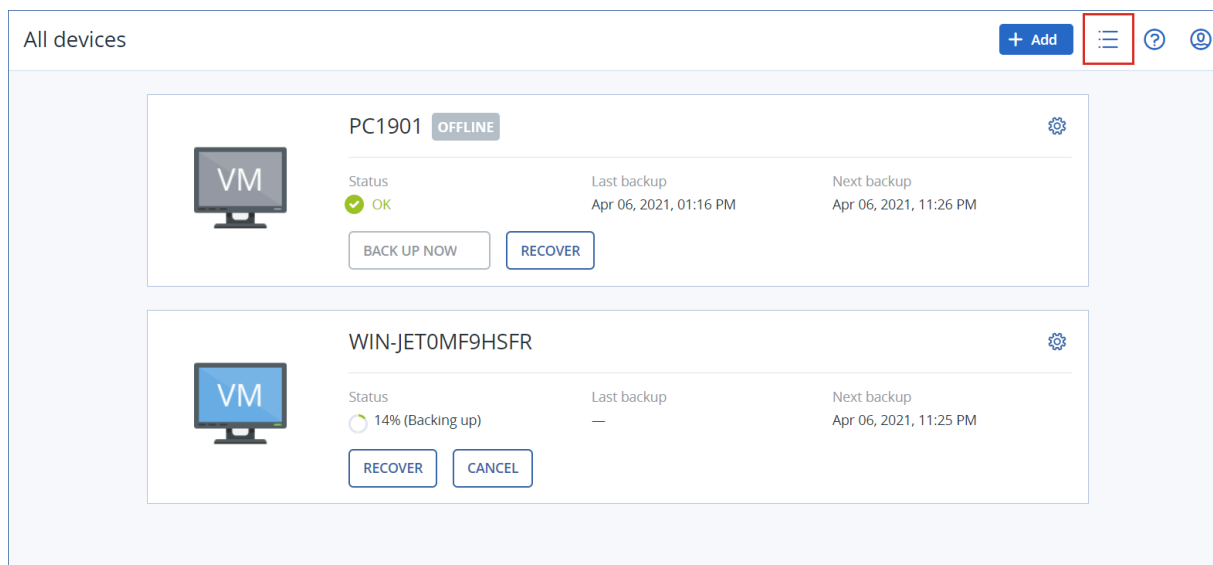 All devices + Add
PC1901 OFFLINE
VM
Status Last backup Next backup
OK Apr 06, 2021, 01:16 PM Apr 06, 2021, 11:26 PM
BACK UP NOW RECOVER
WIN-JET0MF9HSFR
VM
Status Last backup Next backup
14% (Backing up) — Apr 06, 2021, 11:25 PM
RECOVER CANCEL